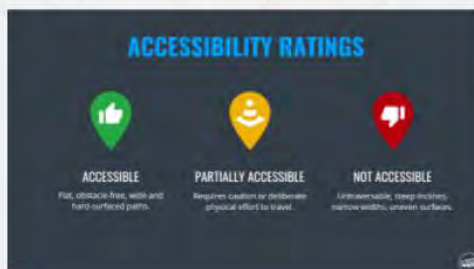 ACCESSIBILITY RATINGS
ACCESSIBLE
Flat, obstacle-free, wide and
hard-surfaced paths.
PARTIALLY ACCESSIBLE
Requires caution or deliberate
physical effort to travel.
NOT ACCESSIBLE
Untraversable, steep inclines,
narrow widths, uneven surfaces.